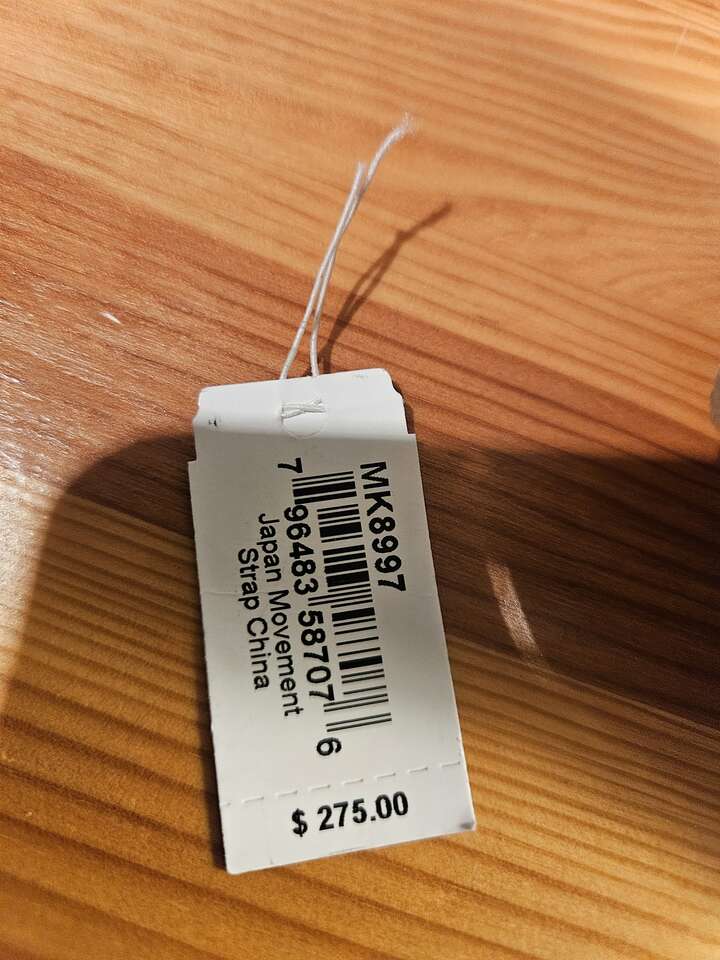 MK8997
7 96483 58707 6
Japan Movement
Strap China
$ 275.00